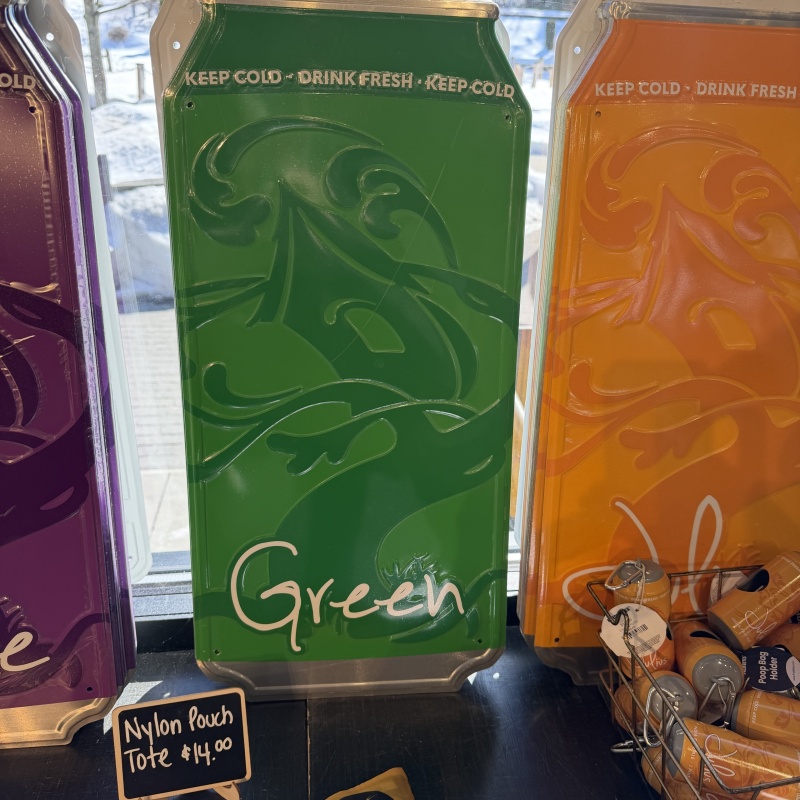 OLD
KEEP COLD - DRINK FRESH · KEEP COLD
KEEP COLD - DRINK FRESH
Green
e
Nylon Pouch
Tote $14.00
Poop Bag
Holder